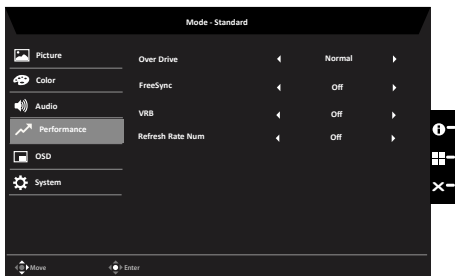 Mode - Standard
Picture
Color
Audio
Performance
OSD
System
Over Drive Normal
FreeSync Off
VRB Off
Refresh Rate Num Off
Move Enter